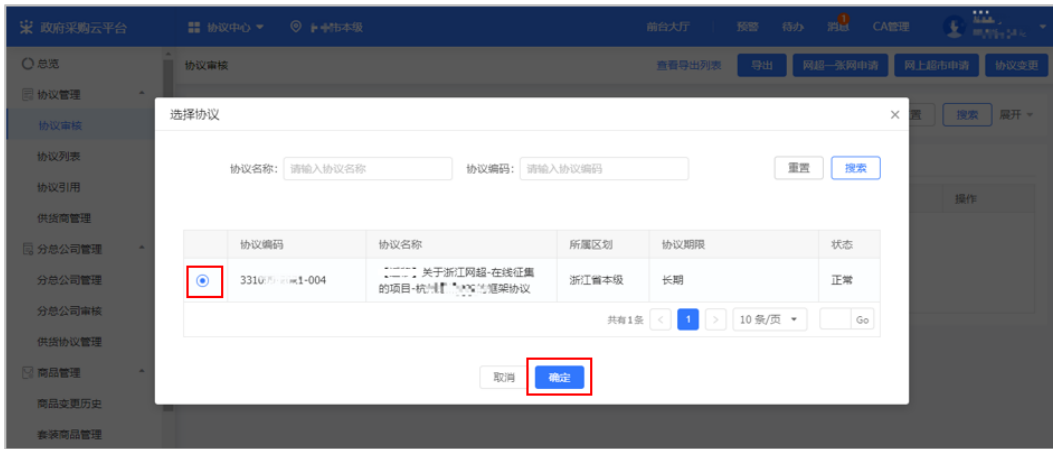 政府采购云平台
协议中心
市本级
前台大厅
预警
待办
消息
CA管理
总览
协议审核
查看导出列表
导出
网超一张网申请
网上超市申请
协议变更
协议管理
协议审核
置
搜索
展开
选择协议
协议列表
协议名称: 请输入协议名称
协议编码: 请输入协议编码
重置
搜索
协议引用
操作
供货商管理
分总公司管理
协议编码
协议名称
所属区划
协议期限
状态
分总公司管理
-004
关于浙江网超-在线征集
的项目-杭 框架协议
浙江省本级
长期
正常
分总公司审核
共有1条
1
10 条/页
Go
供货协议管理
商品管理
取消
确定
商品变更历史
套装商品管理